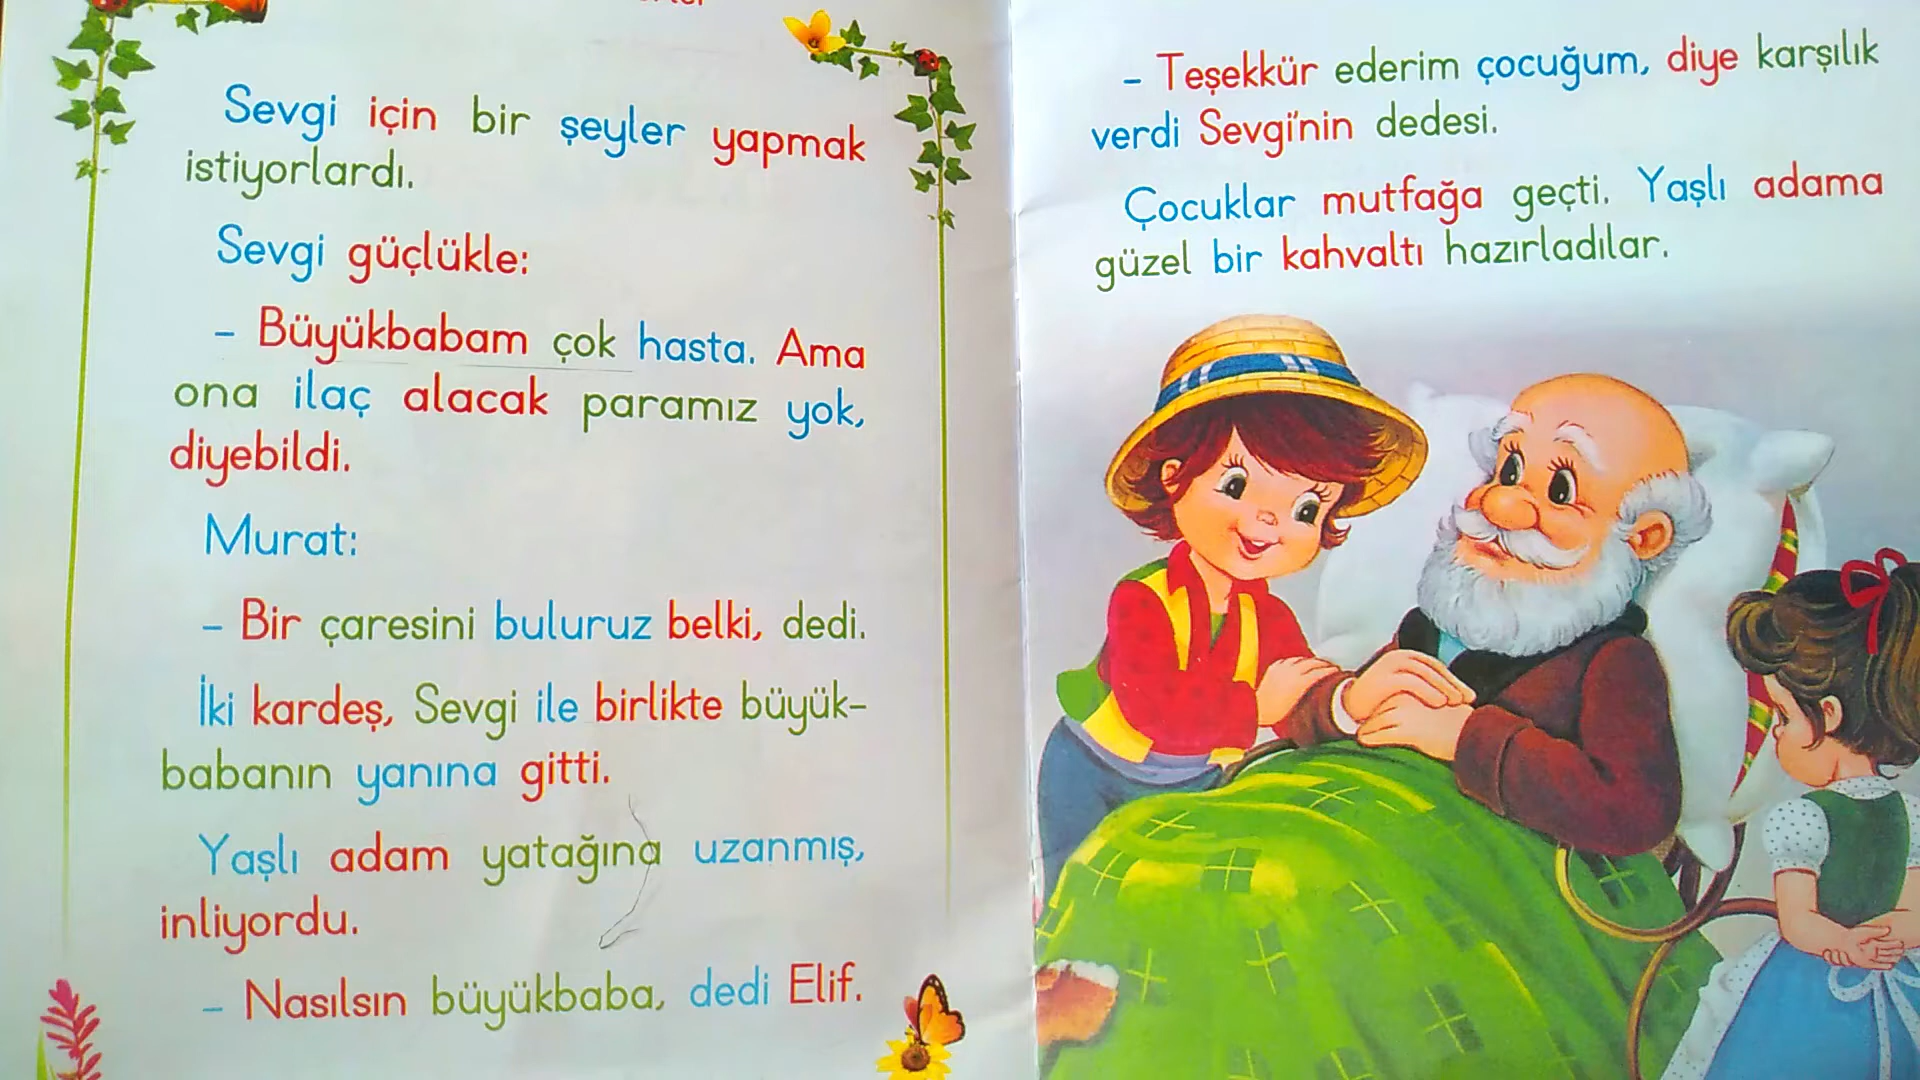 Sevgi için bir şeyler yapmak
istiyorlardı.
Sevgi güçlükle:
– Büyükbabam çok hasta. Ama
ona ilaç alacak paramız yok,
diyebildi.
Murat:
– Bir çaresini buluruz belki, dedi.
İki kardeş, Sevgi ile birlikte büyük-
babanın yanına gitti.
Yaşlı adam yatağına uzanmış,
inliyordu.
– Nasılsın büyükbaba, dedi Elif.
– Teşekkür ederim çocuğum, diye karşılık
verdi Sevgi'nin dedesi.
Çocuklar mutfağa geçti. Yaşlı adama
güzel bir kahvaltı hazırladılar.